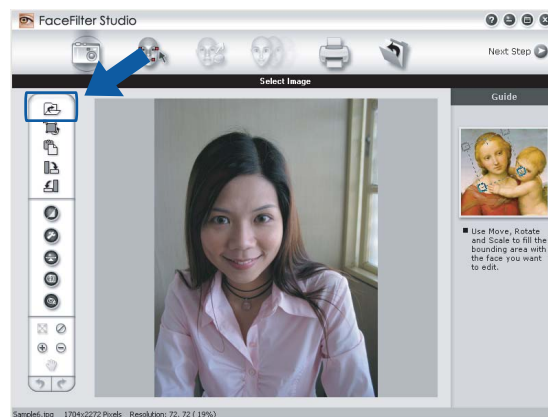 FaceFilter Studio
Next Step
Select Image
Guide
Use Move, Rotate
and Scale to fill the
bounding area with
the face you want
to edit.
Sample6.jpg 1704x2272 Pixels Resolution: 72, 72 ( 19%)